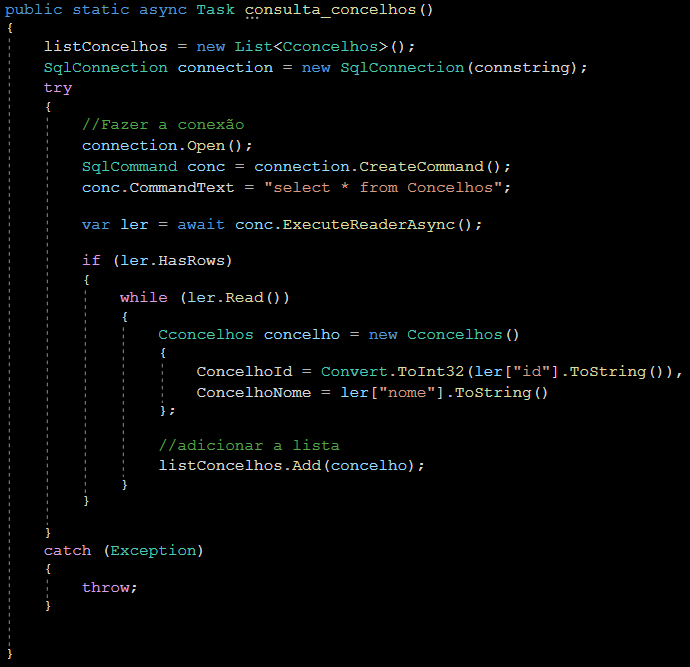 public static async Task consulta_concelhos()
{
listConcelhos = new List<Cconcelhos>();
SqlConnection connection = new SqlConnection(connstring);
try
{
//Fazer a conexão
connection.Open();
SqlCommand conc = connection.CreateCommand();
conc.CommandText = "select * from Concelhos";
var ler = await conc.ExecuteReaderAsync();
if (ler.HasRows)
{
while (ler.Read())
{
Cconcelhos concelho = new Cconcelhos()
{
ConcelhoId = Convert.ToInt32(ler["id"].ToString()),
ConcelhoNome = ler["nome"].ToString()
};
//adicionar a lista
listConcelhos.Add(concelho);
}
}
}
catch (Exception)
{
throw;
}
}